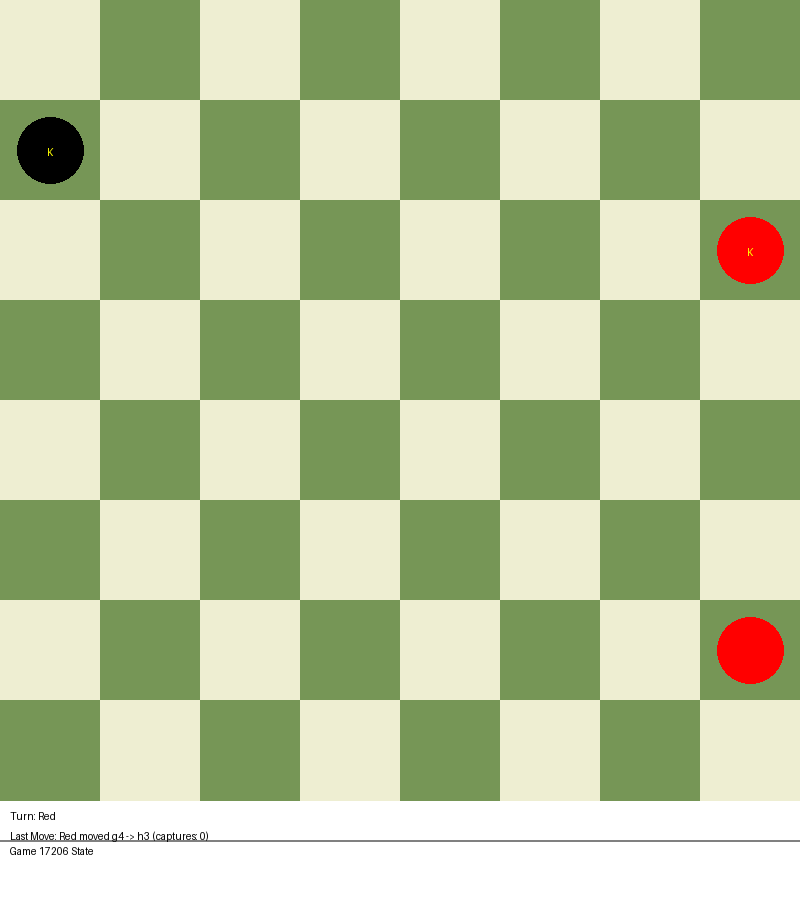 K
K
Turn: Red
Last Move: Red moved g4 -> h3 (captures: 0)
Game 17206 State